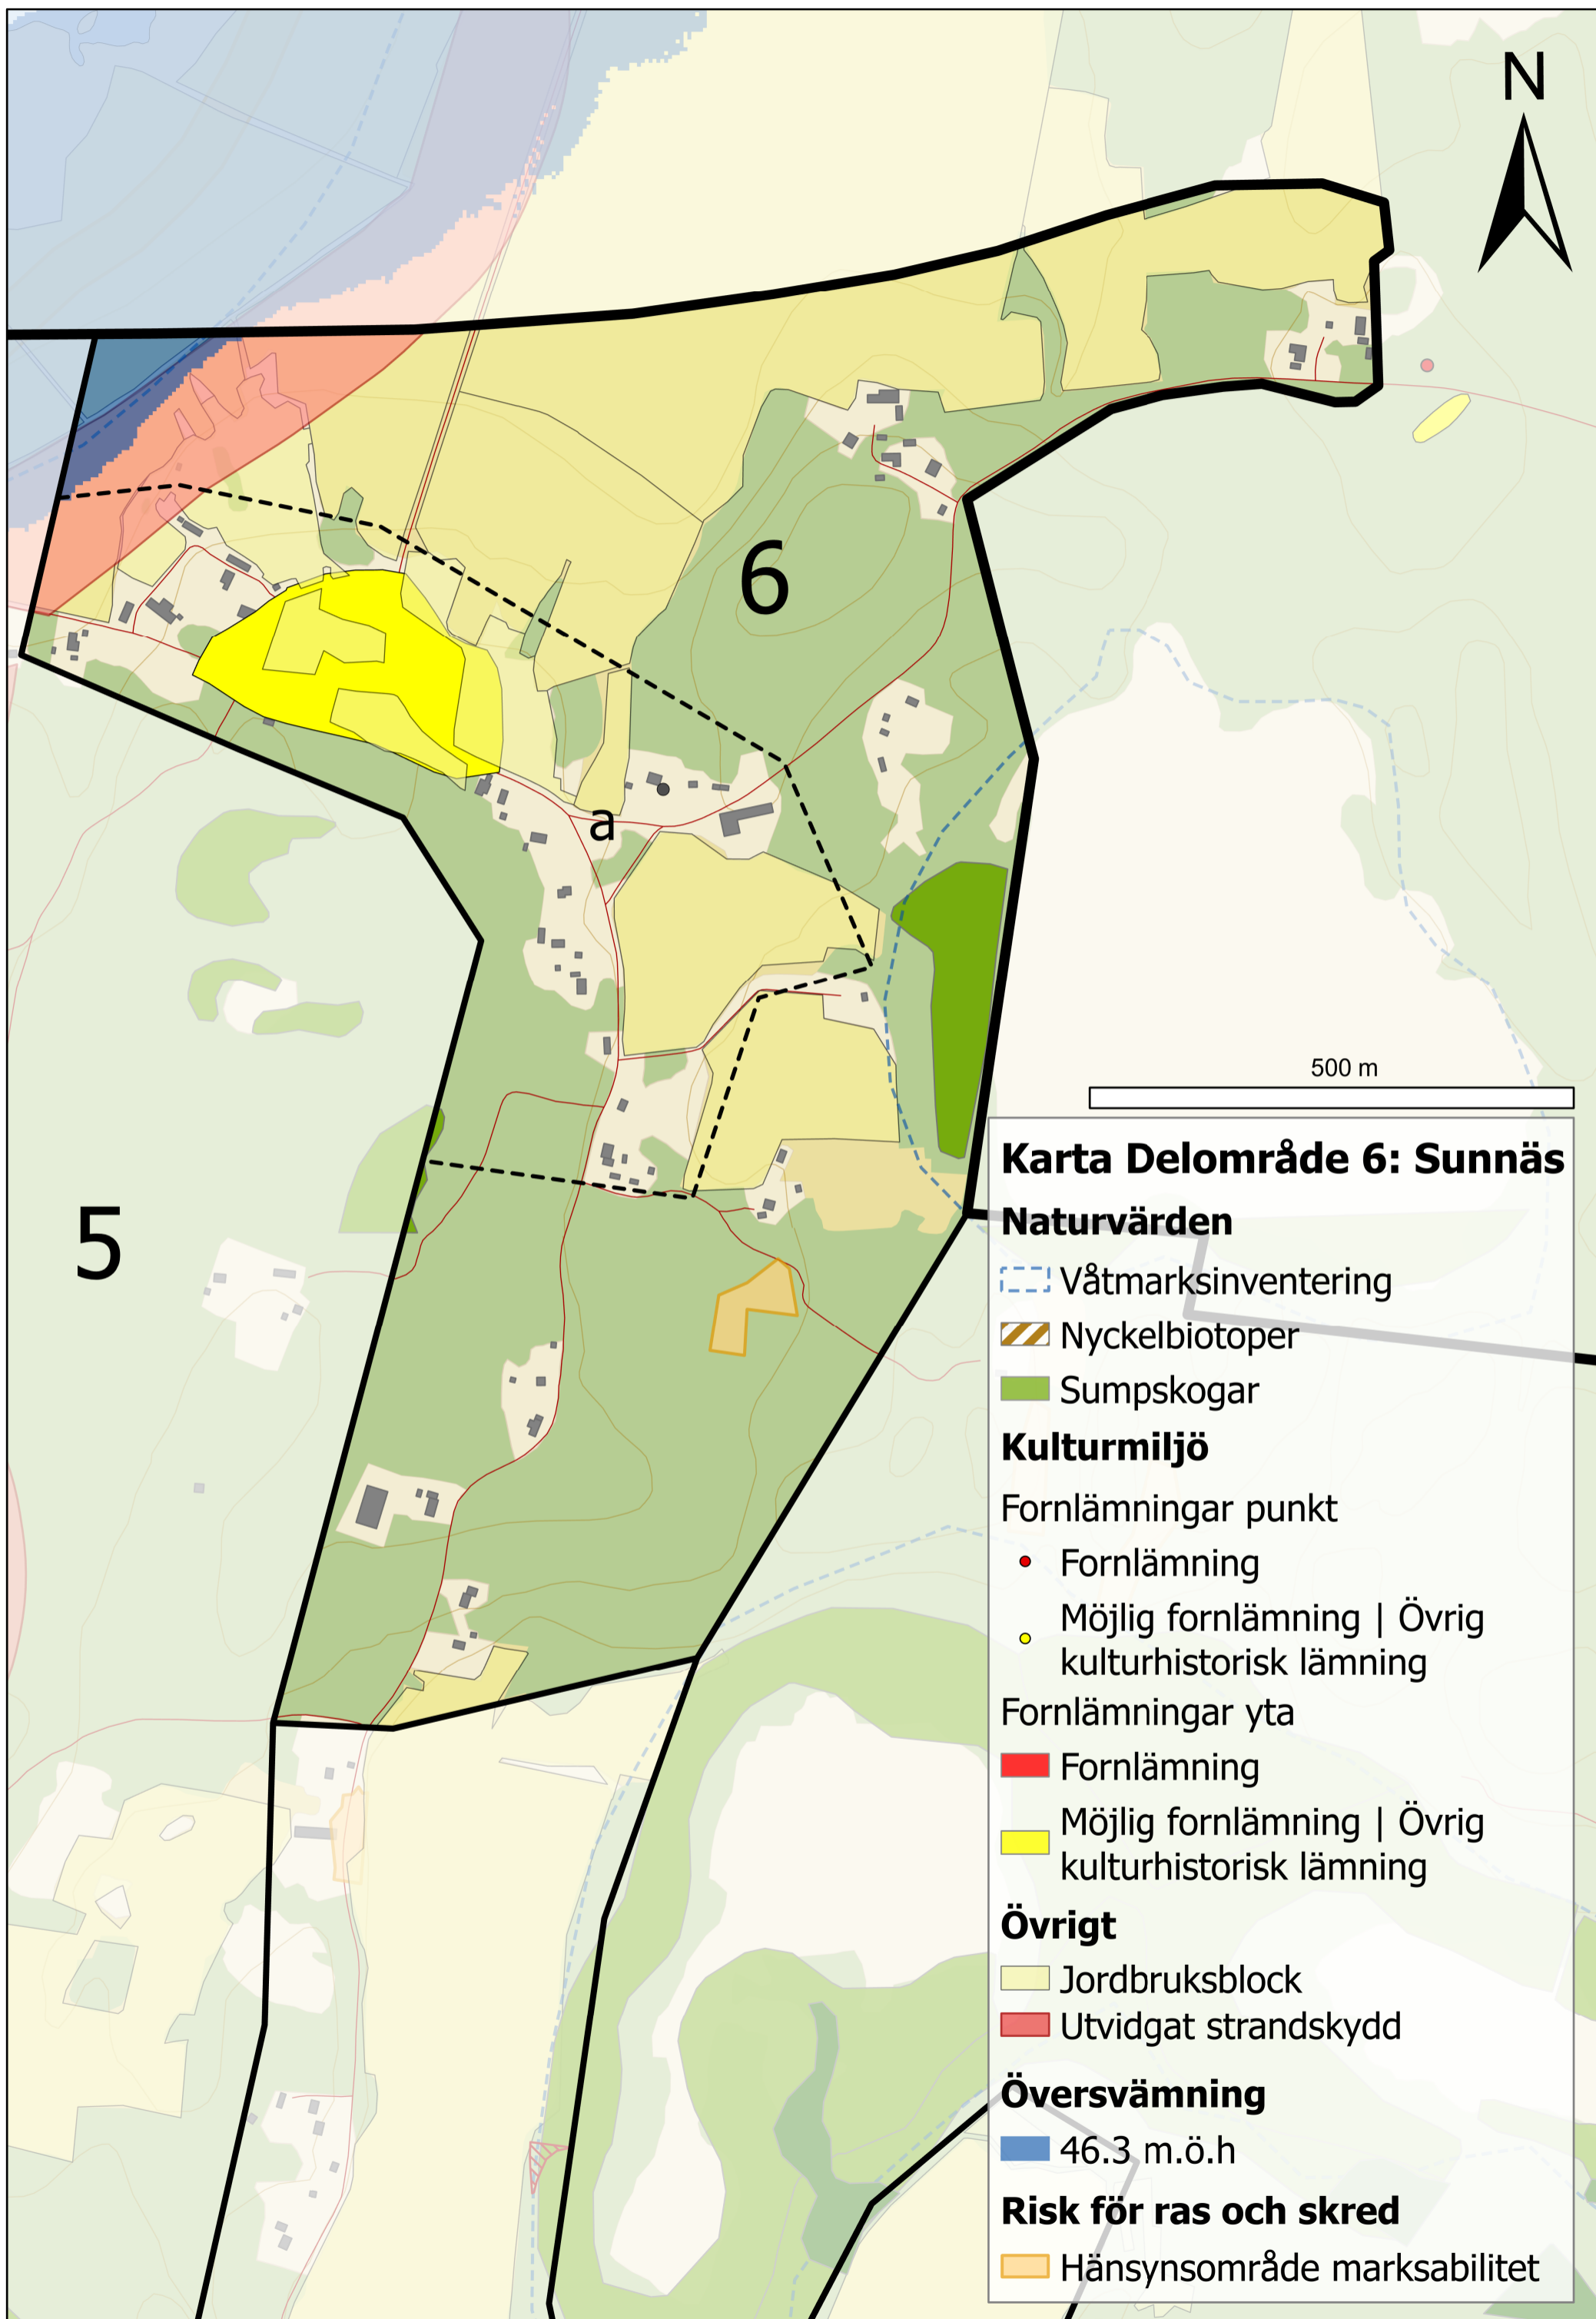 N
6
a
5
500 m
Karta Delområde 6: Sunnäs
Naturvärden
Våtmarksinventering
Nyckelbiotoper
Sumpskogar
Kulturmiljö
Fornlämningar punkt
Fornlämning
Möjlig fornlämning | Övrig
kulturhistorisk lämning
Fornlämningar yta
Fornlämning
Möjlig fornlämning | Övrig
kulturhistorisk lämning
Övrigt
Jordbruksblock
Utvidgat strandskydd
Översvämning
46.3 m.ö.h
Risk för ras och skred
Hänsynsområde marksabilitet